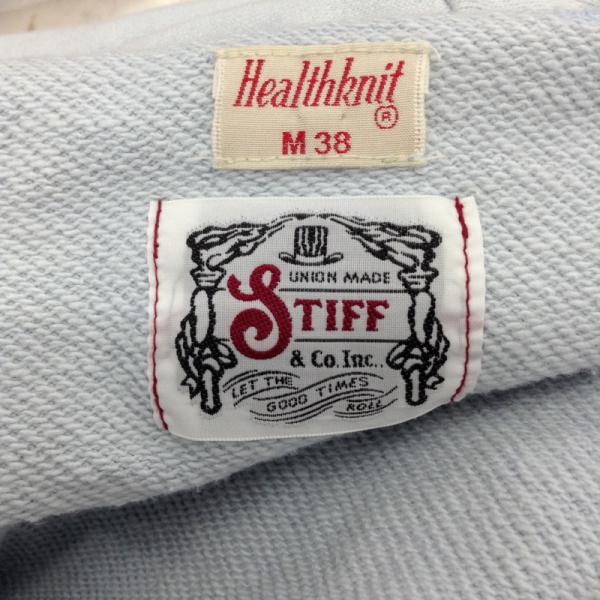 Healthknit
®
M 38
UNION MADE
STIFF
& Co. Inc..
LET THE
GOOD TIMES
ROLL